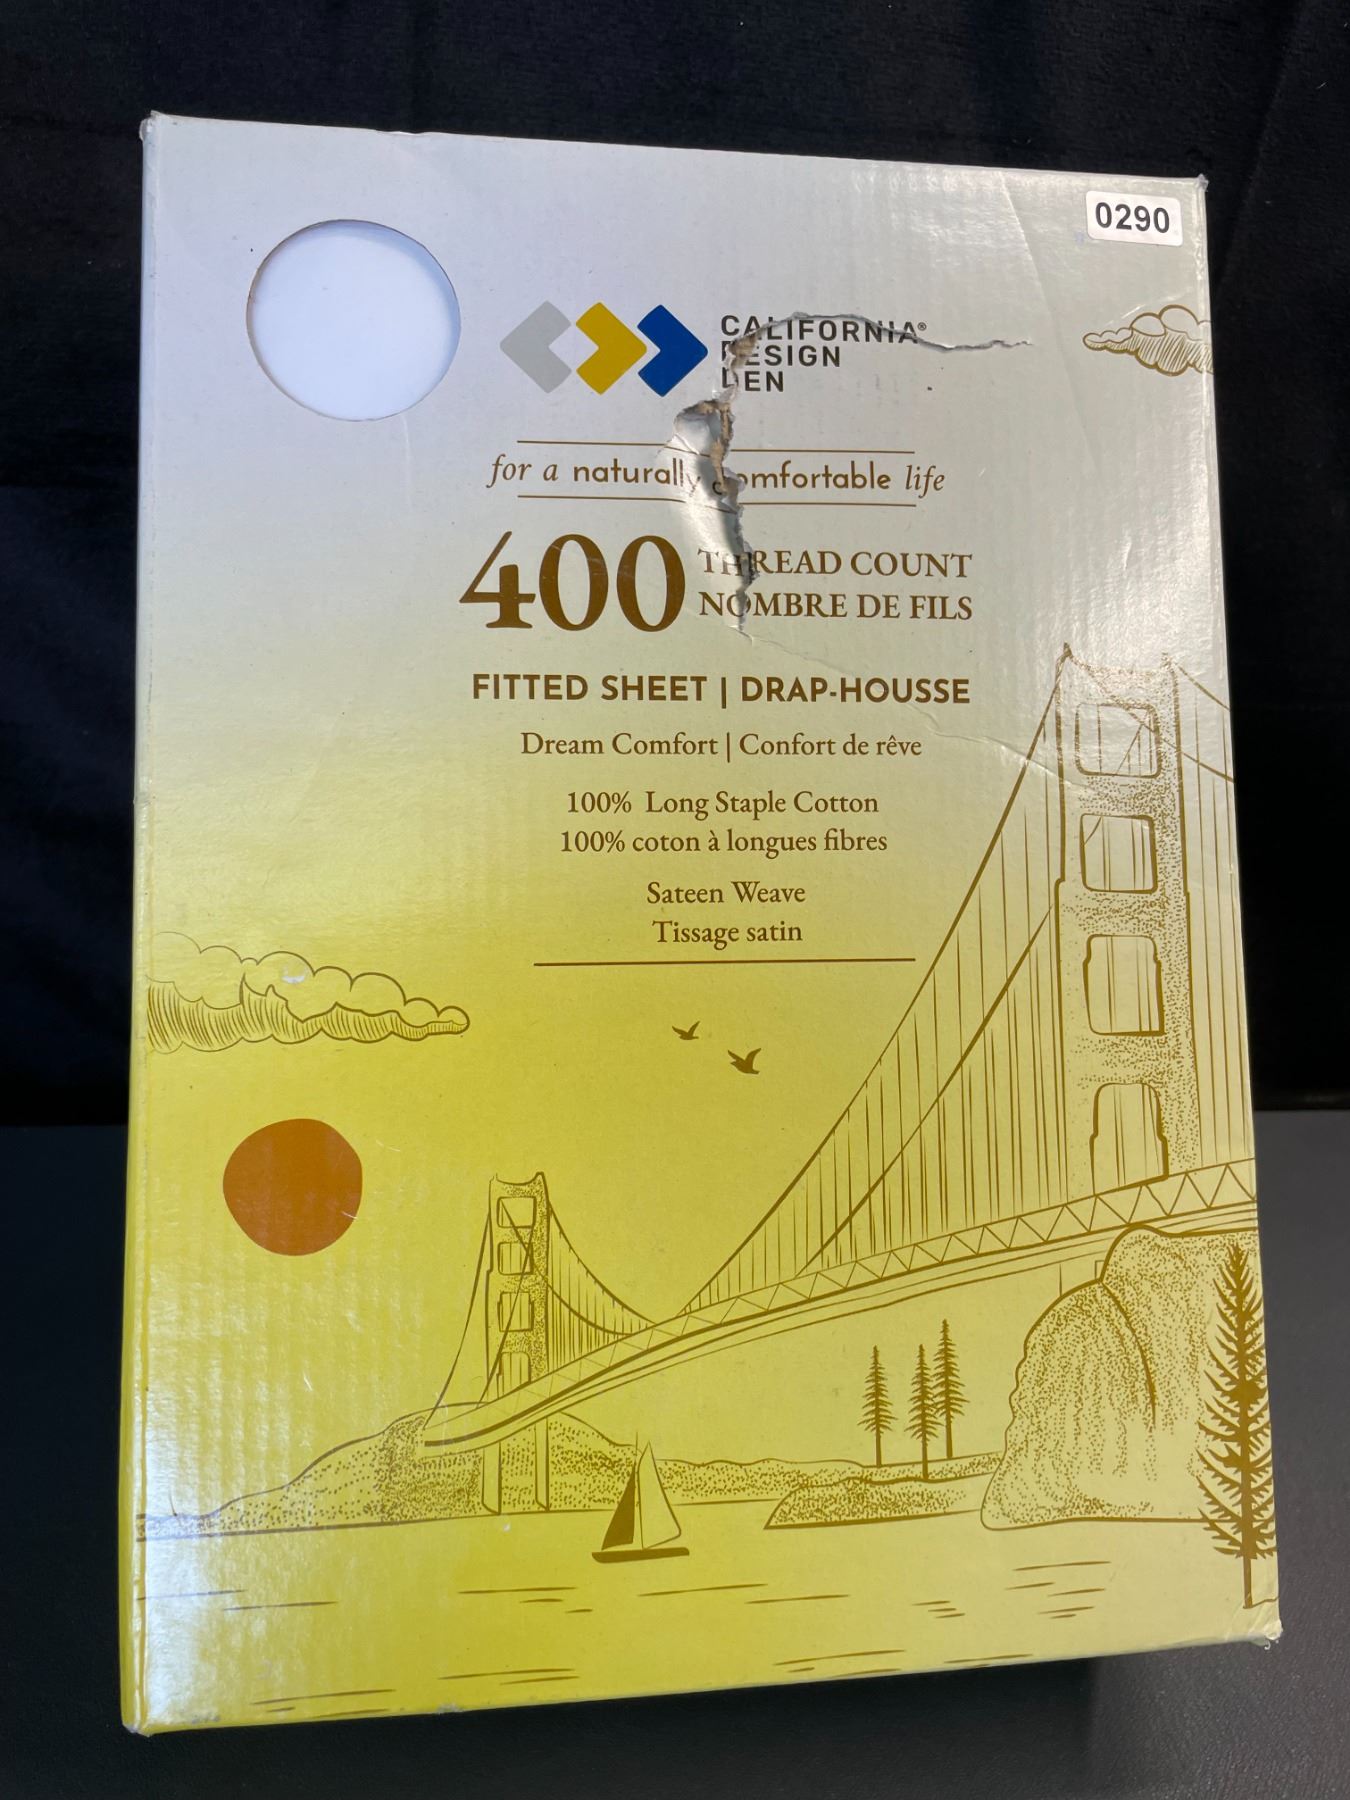 0290
CALIFORNIA®
DESIGN
DEN
for a naturally comfortable life
400
THREAD COUNT
NOMBRE DE FILS
FITTED SHEET | DRAP-HOUSSE
Dream Comfort | Confort de rêve
100% Long Staple Cotton
100% coton à longues fibres
Sateen Weave
Tissage satin